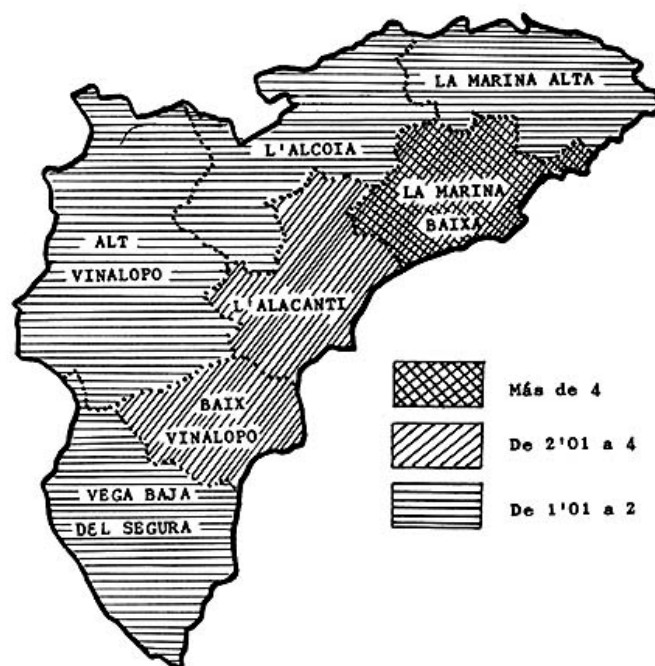 LA MARINA ALTA
L'ALCOIA
LA MARINA
BAIXA
ALT
VINALOPO
L'ALACANTI
BAIX
VINALOPO
VEGA BAJA
DEL SEGURA
Más de 4
De 2'01 a 4
De 1'01 a 2